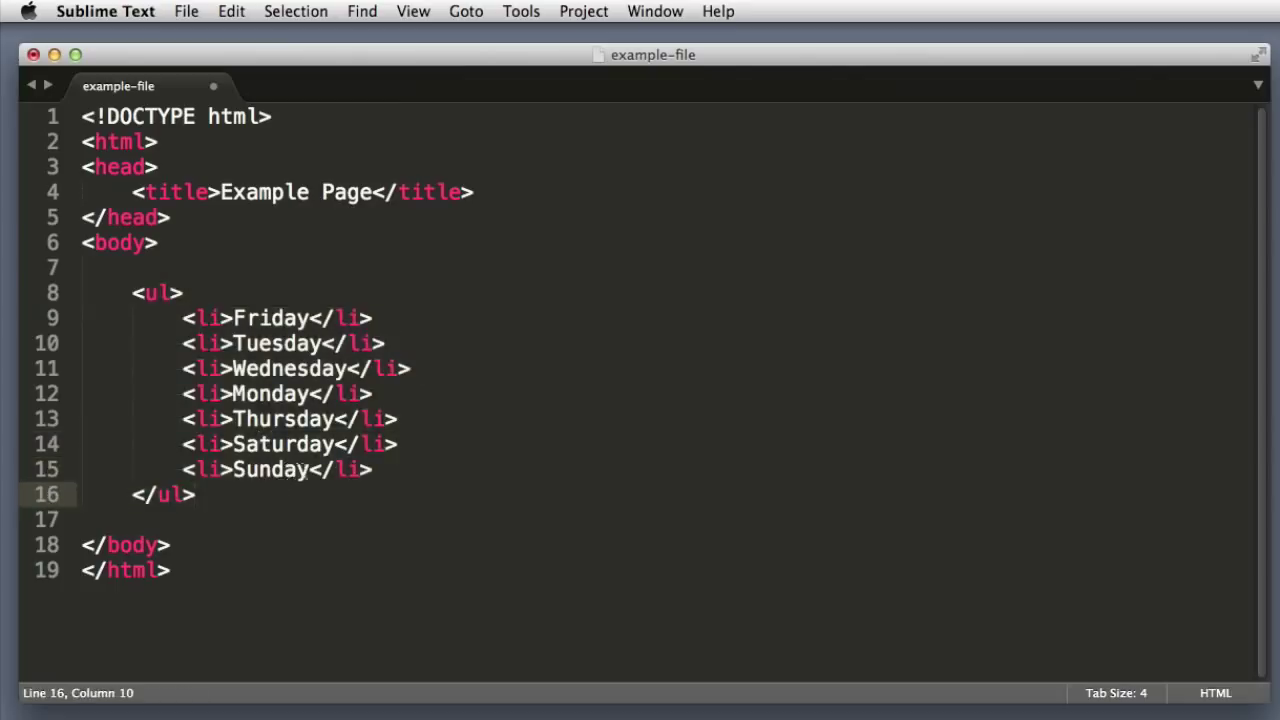 Sublime Text File Edit Selection Find View Goto Tools Project Window Help
example-file
example-file
1 <!DOCTYPE html>
2 <html>
3 <head>
4     <title>Example Page</title>
5 </head>
6 <body>
7
8     <ul>
9         <li>Friday</li>
10         <li>Tuesday</li>
11         <li>Wednesday</li>
12         <li>Monday</li>
13         <li>Thursday</li>
14         <li>Saturday</li>
15         <li>Sunday</li>
16     </ul>
17
18 </body>
19 </html>
Line 16, Column 10 Tab Size: 4 HTML